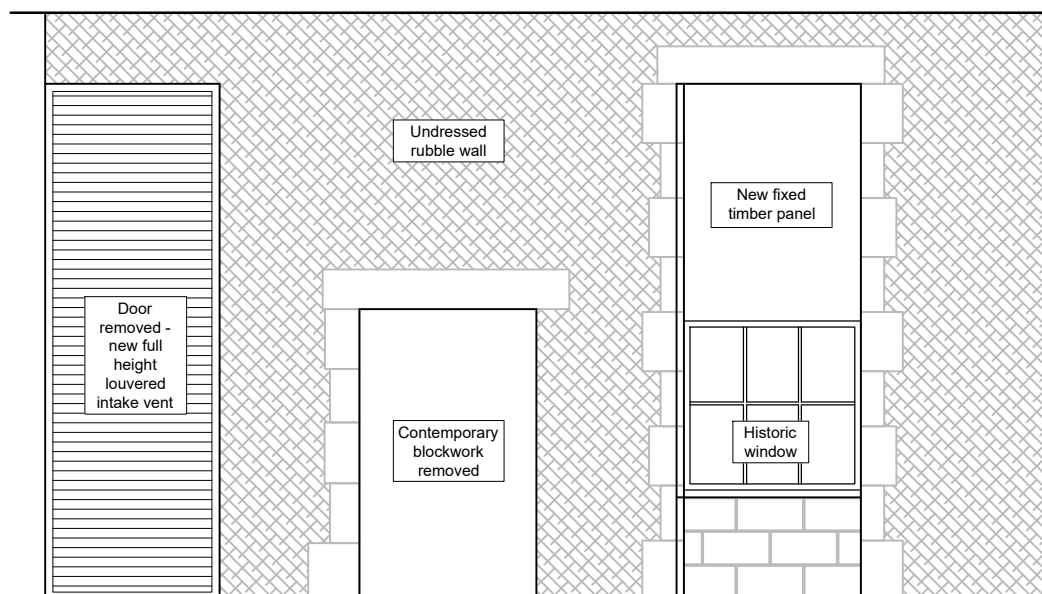 Undressed
rubble wall
New fixed
timber panel
Door
removed -
new full
height
louvered
intake vent
Contemporary
blockwork
removed
Historic
window